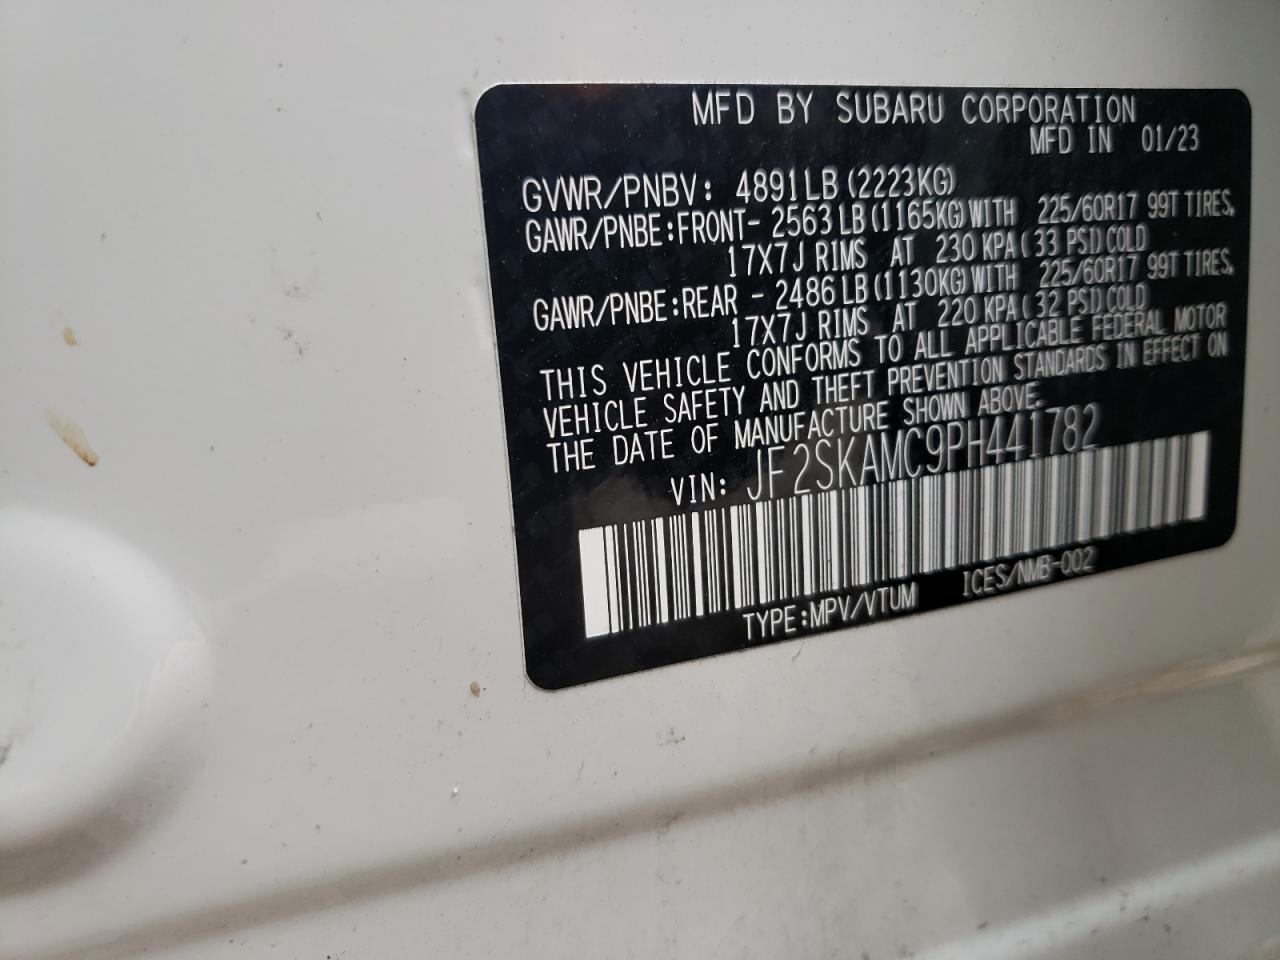 MFD BY SUBARU CORPORATION
MFD IN 01/23
GVWR/PNBV: 4891LB (2223KG)
GAWR/PNBE:FRONT- 2563 LB (1165KG) WITH 225/60R17 99T TIRES,
17X7J RIMS AT 230 KPA ( 33 PSI) COLD
GAWR/PNBE:REAR - 2486 LB (1130KG) WITH 225/60R17 99T TIRES,
17X7J RIMS AT 220 KPA ( 32 PSI) COLD
THIS VEHICLE CONFORMS TO ALL APPLICABLE FEDERAL MOTOR
VEHICLE SAFETY AND THEFT PREVENTION STANDARDS IN EFFECT ON
THE DATE OF MANUFACTURE SHOWN ABOVE.
VIN: JF2SKAMC9PH441782
TYPE:MPV/VTUM ICES/NMB-002